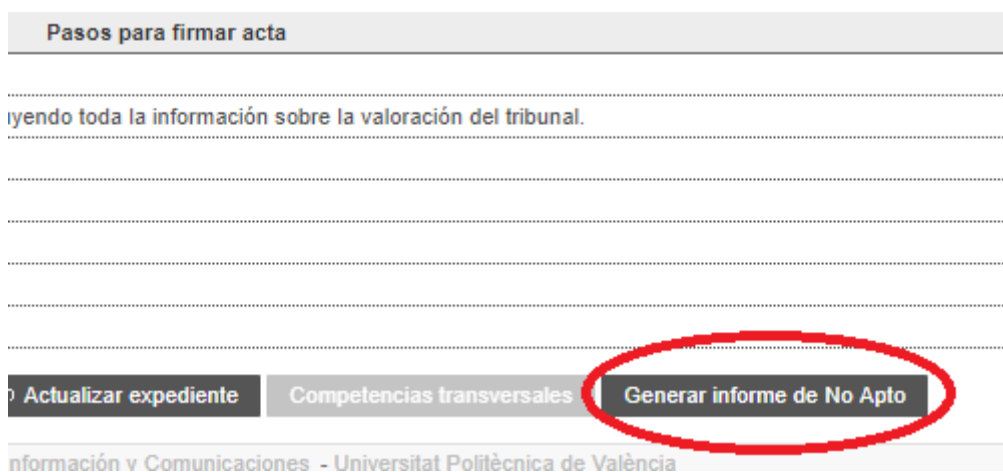 Pasos para firmar acta
yendo toda la información sobre la valoración del tribunal.
Actualizar expediente Competencias transversales Generar informe de No Apto
nformación y Comunicaciones - Universitat Politècnica de València